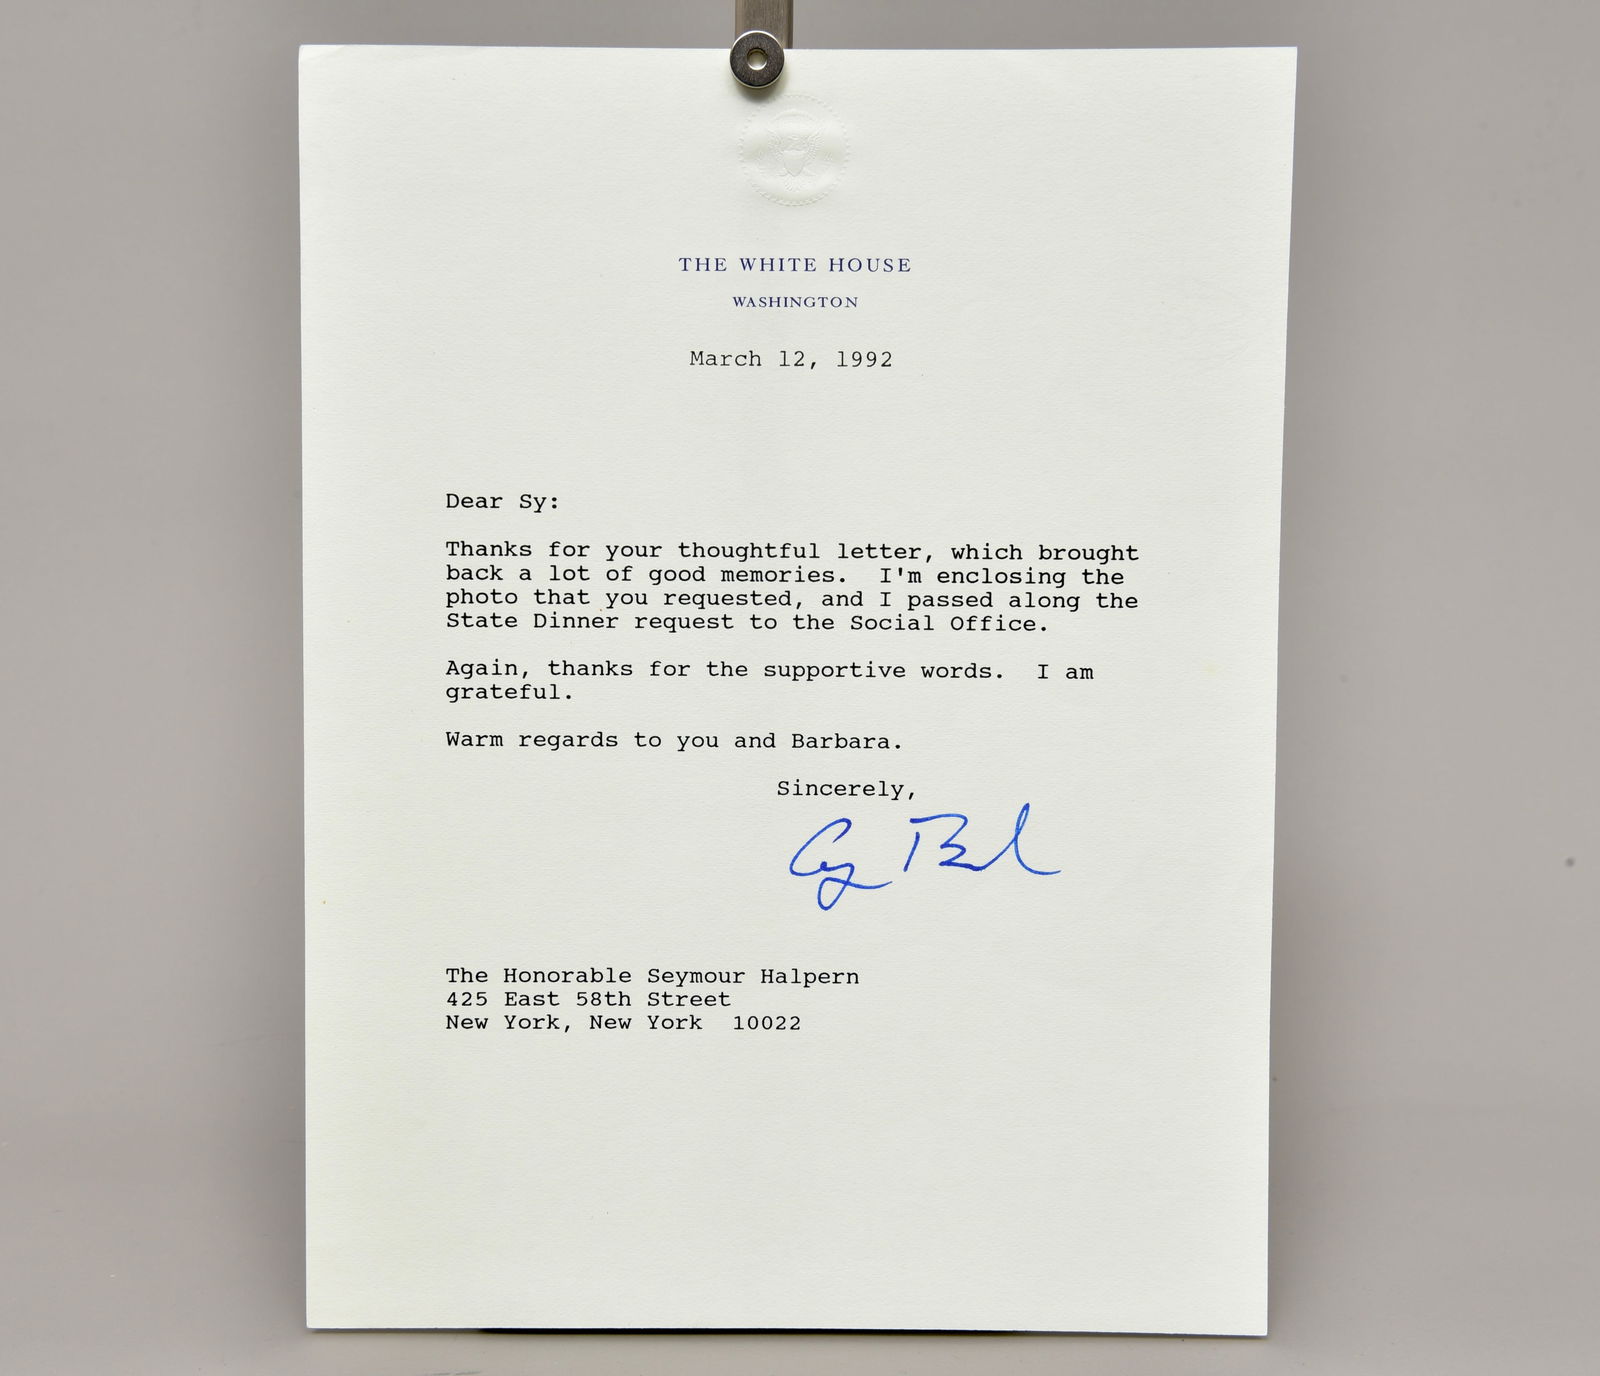 THE WHITE HOUSE
WASHINGTON
March 12, 1992
Dear Sy:
Thanks for your thoughtful letter, which brought
back a lot of good memories. I'm enclosing the
photo that you requested, and I passed along the
State Dinner request to the Social Office.
Again, thanks for the supportive words. I am
grateful.
Warm regards to you and Barbara.
Sincerely,
The Honorable Seymour Halpern
425 East 58th Street
New York, New York 10022